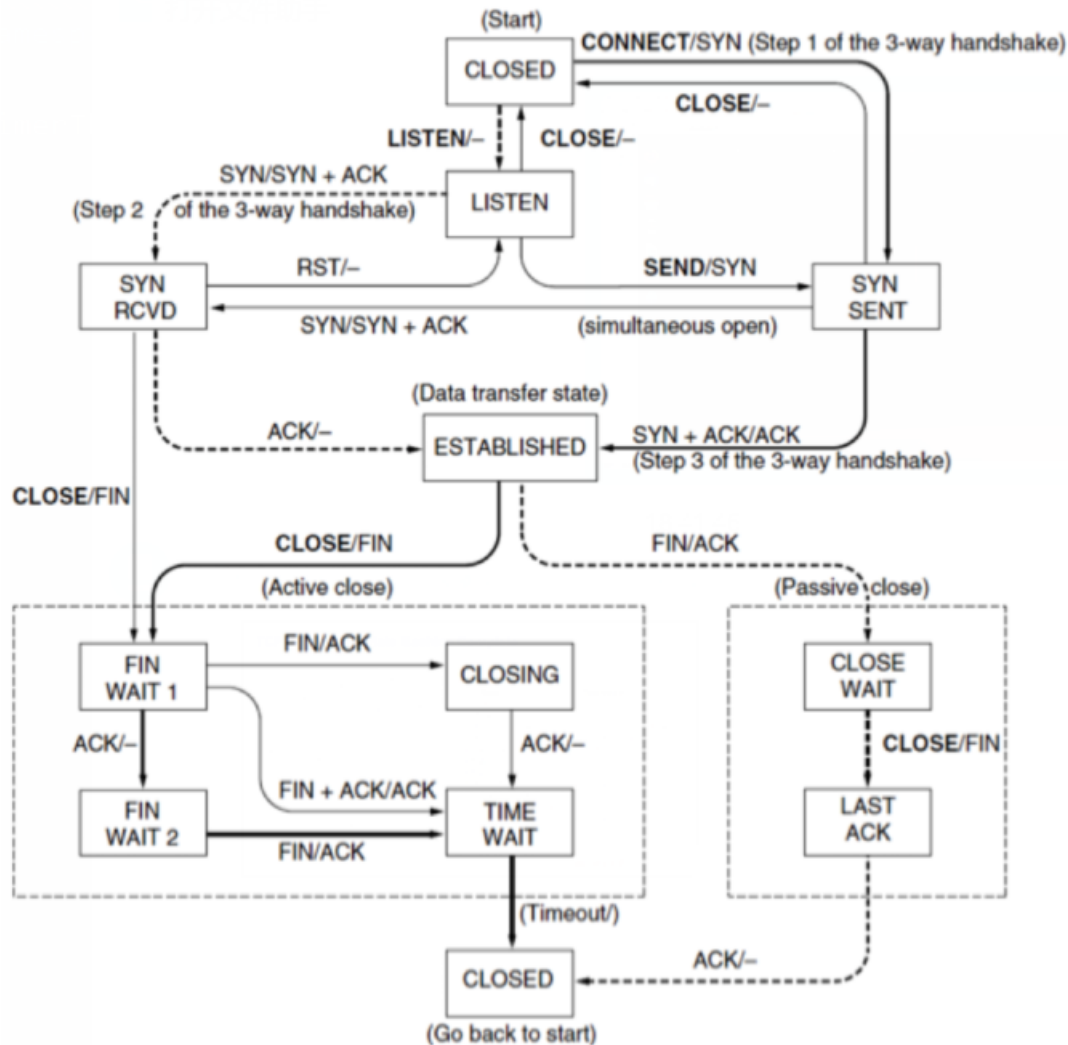 (Start)
CONNECT/SYN (Step 1 of the 3-way handshake)
CLOSED
CLOSE/–
LISTEN/–
CLOSE/–
SYN/SYN + ACK
LISTEN
(Step 2 of the 3-way handshake)
RST/–
SEND/SYN
SYN
RCVD
SYN
SENT
SYN/SYN + ACK
(simultaneous open)
(Data transfer state)
ACK/–
ESTABLISHED
SYN + ACK/ACK
(Step 3 of the 3-way handshake)
CLOSE/FIN
CLOSE/FIN
FIN/ACK
(Active close)
(Passive close)
FIN
WAIT 1
FIN/ACK
CLOSING
CLOSE
WAIT
ACK/–
ACK/–
CLOSE/FIN
FIN
WAIT 2
FIN + ACK/ACK
FIN/ACK
TIME
WAIT
LAST
ACK
(Timeout/)
CLOSED
ACK/–
(Go back to start)